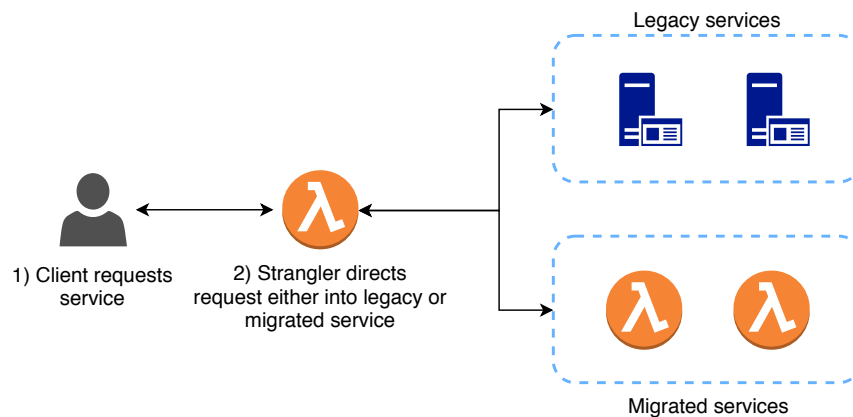 Legacy services
1) Client requests
service
2) Strangler directs
request either into legacy or
migrated service
Migrated services